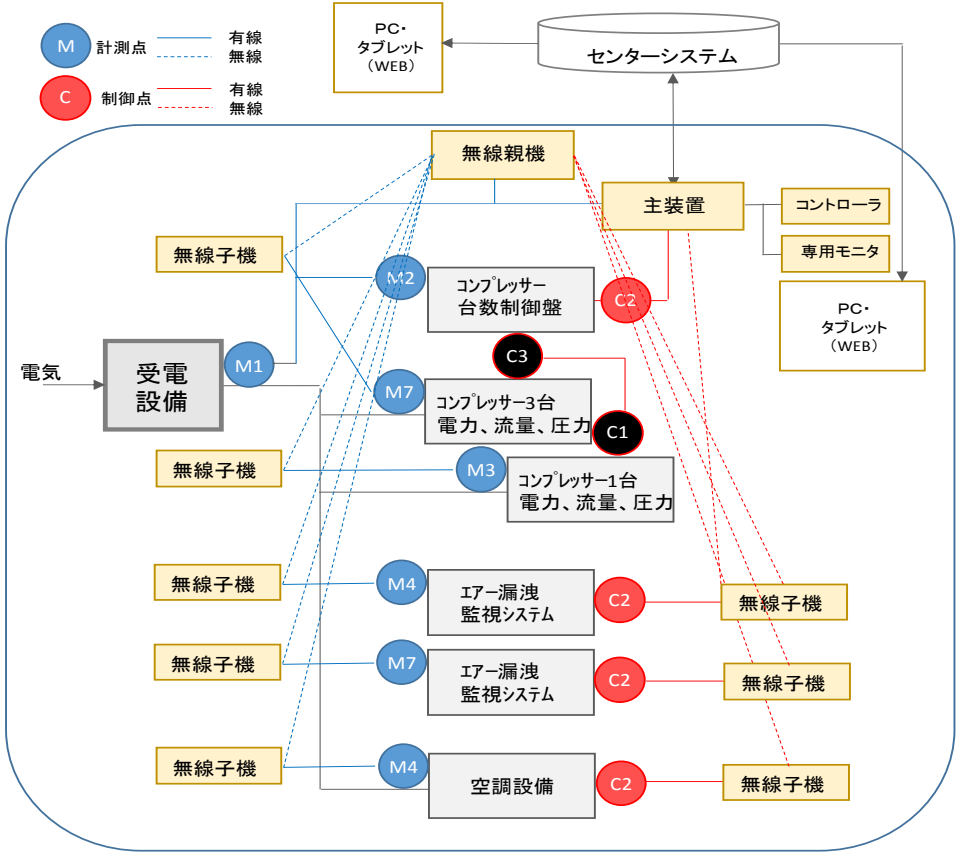 M
計測点
有線
無線
C
制御点
有線
無線
PC・
タブレット
(WEB)
センターシステム
無線親機
主装置
コントローラ
専用モニタ
PC・
タブレット
(WEB)
無線子機
M2
コンプレッサー
台数制御盤
C2
電気
受電
設備
M1
C3
M7
コンプレッサー3台
電力、流量、圧力
C1
無線子機
M3
コンプレッサー1台
電力、流量、圧力
無線子機
M4
エアー漏洩
監視システム
C2
無線子機
無線子機
M7
エアー漏洩
監視システム
C2
無線子機
無線子機
M4
空調設備
C2
無線子機